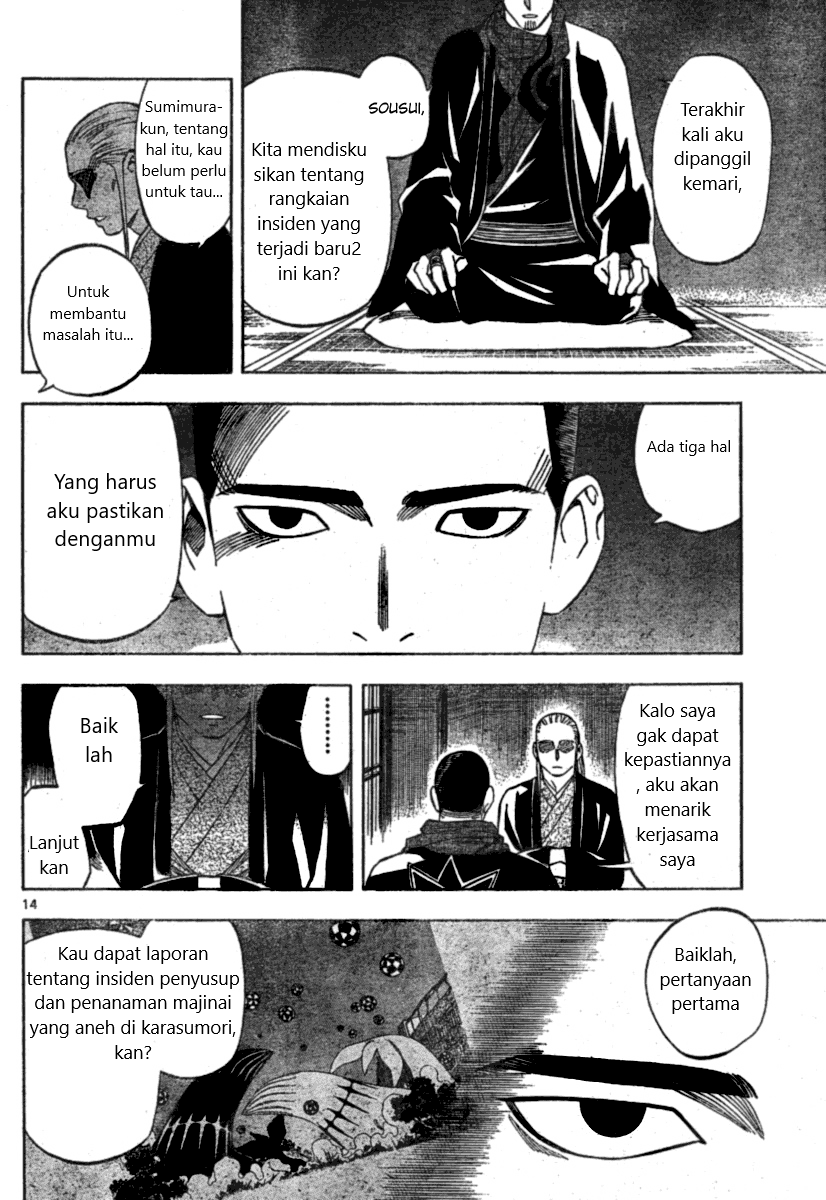 Terakhir
kali aku
dipanggil
kemari,
SOUSUI,
Kita mendisku
sikan tentang
rangkaian
insiden yang
terjadi baru2
ini kan?
Sumimura-
kun, tentang
hal itu, kau
belum perlu
untuk tau...
Untuk
membantu
masalah itu...
Ada tiga hal
Yang harus
aku pastikan
denganmu
Kalo saya
gak dapat
kepastiannya
, aku akan
menarik
kerjasama
saya
........
Baik
lah
Lanjut
kan
14
Baiklah,
pertanyaan
pertama
Kau dapat laporan
tentang insiden penyusup
dan penanaman majinai
yang aneh di karasumori,
kan?